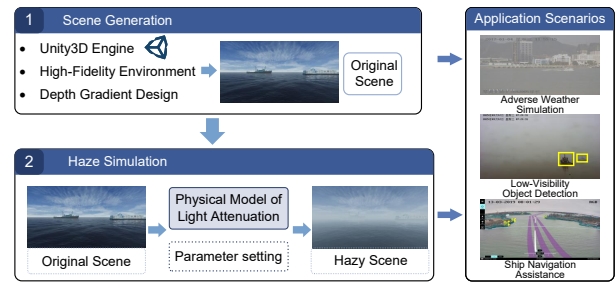 1 Scene Generation
• Unity3D Engine
• High-Fidelity Environment
• Depth Gradient Design
Original
Scene
2 Haze Simulation
Original Scene
Physical Model of
Light Attenuation
Parameter setting
Hazy Scene
Application Scenarios
Adverse Weather
Simulation
Low-Visibility
Object Detection
Ship Navigation
Assistance